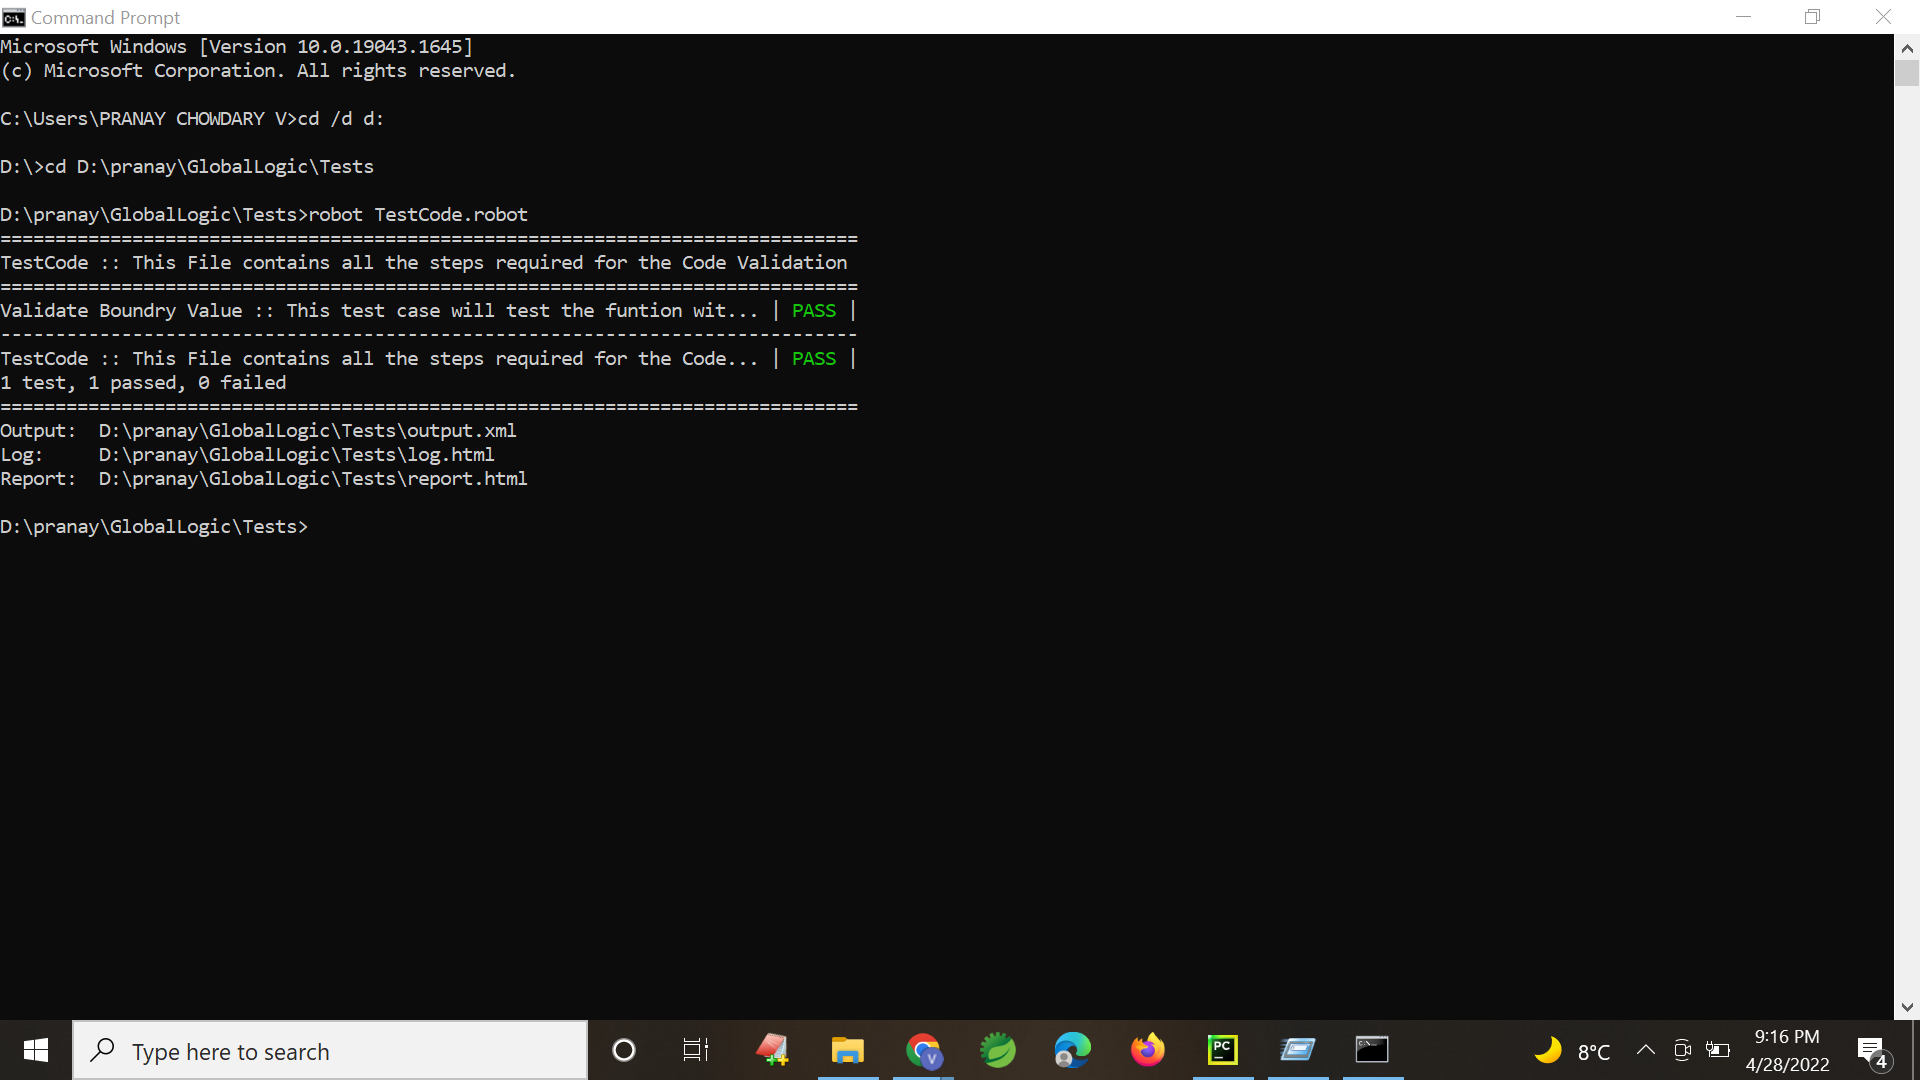 Command Prompt
Microsoft Windows [Version 10.0.19043.1645]
(c) Microsoft Corporation. All rights reserved.
C:\Users\PRANAY CHOWDARY V>cd /d d:
D:\>cd D:\pranay\GlobalLogic\Tests
D:\pranay\GlobalLogic\Tests>robot TestCode.robot
==============================================================================
TestCode :: This File contains all the steps required for the Code Validation
==============================================================================
Validate Boundry Value :: This test case will test the funtion wit... | PASS |
------------------------------------------------------------------------------
TestCode :: This File contains all the steps required for the Code... | PASS |
1 test, 1 passed, 0 failed
==============================================================================
Output:  D:\pranay\GlobalLogic\Tests\output.xml
Log:     D:\pranay\GlobalLogic\Tests\log.html
Report:  D:\pranay\GlobalLogic\Tests\report.html
D:\pranay\GlobalLogic\Tests>
Type here to search
V
PC
8°C
9:16 PM
4/28/2022
4